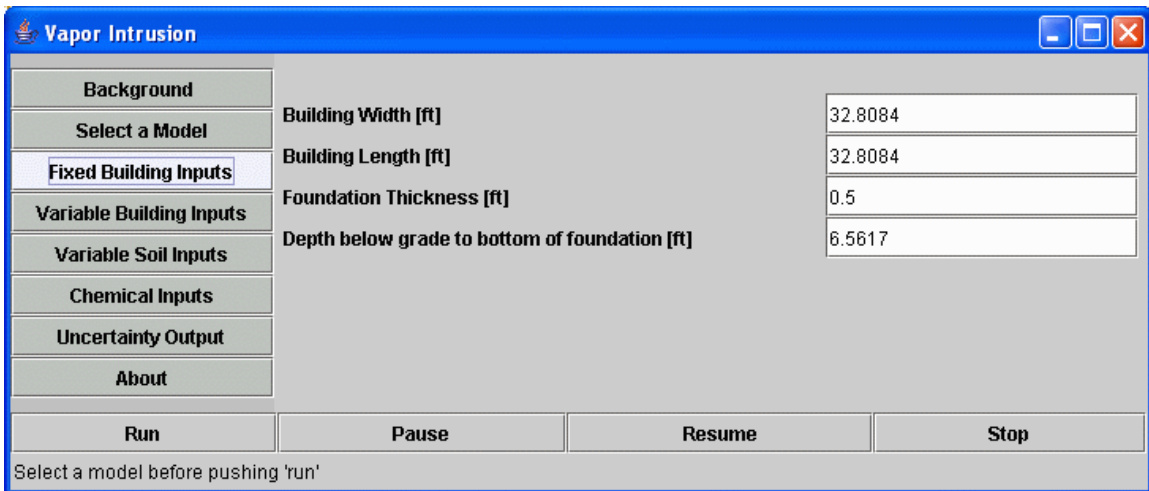 Vapor Intrusion
Background
Select a Model
Fixed Building Inputs
Variable Building Inputs
Variable Soil Inputs
Chemical Inputs
Uncertainty Output
About
Building Width [ft] 32.8084
Building Length [ft] 32.8084
Foundation Thickness [ft] 0.5
Depth below grade to bottom of foundation [ft] 6.5617
Run Pause Resume Stop
Select a model before pushing 'run'